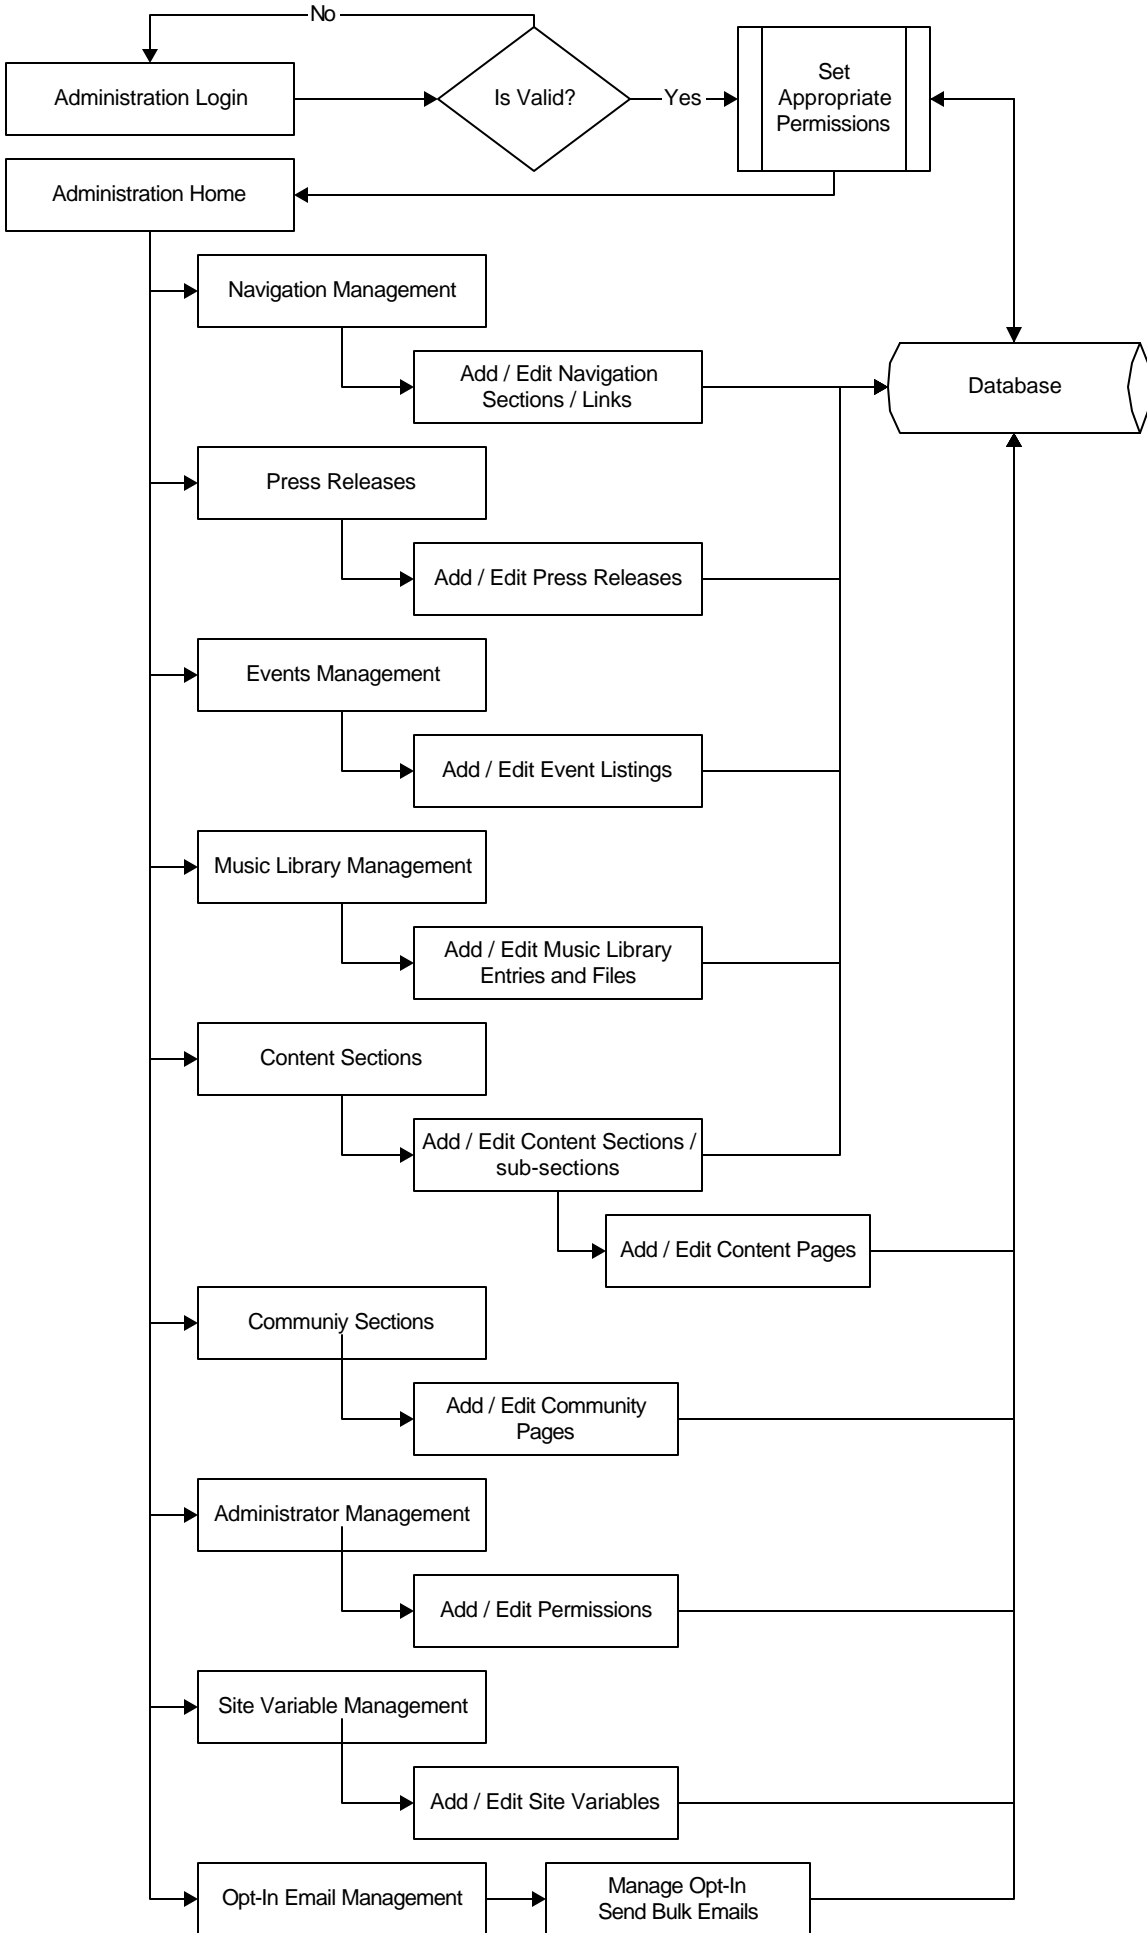 No
Administration Login
Is Valid?
Yes
Set
Appropriate
Permissions
Administration Home
Navigation Management
Add / Edit Navigation
Sections / Links
Database
Press Releases
Add / Edit Press Releases
Events Management
Add / Edit Event Listings
Music Library Management
Add / Edit Music Library
Entries and Files
Content Sections
Add / Edit Content Sections /
sub-sections
Add / Edit Content Pages
Communiy Sections
Add / Edit Community
Pages
Administrator Management
Add / Edit Permissions
Site Variable Management
Add / Edit Site Variables
Opt-In Email Management
Manage Opt-In
Send Bulk Emails